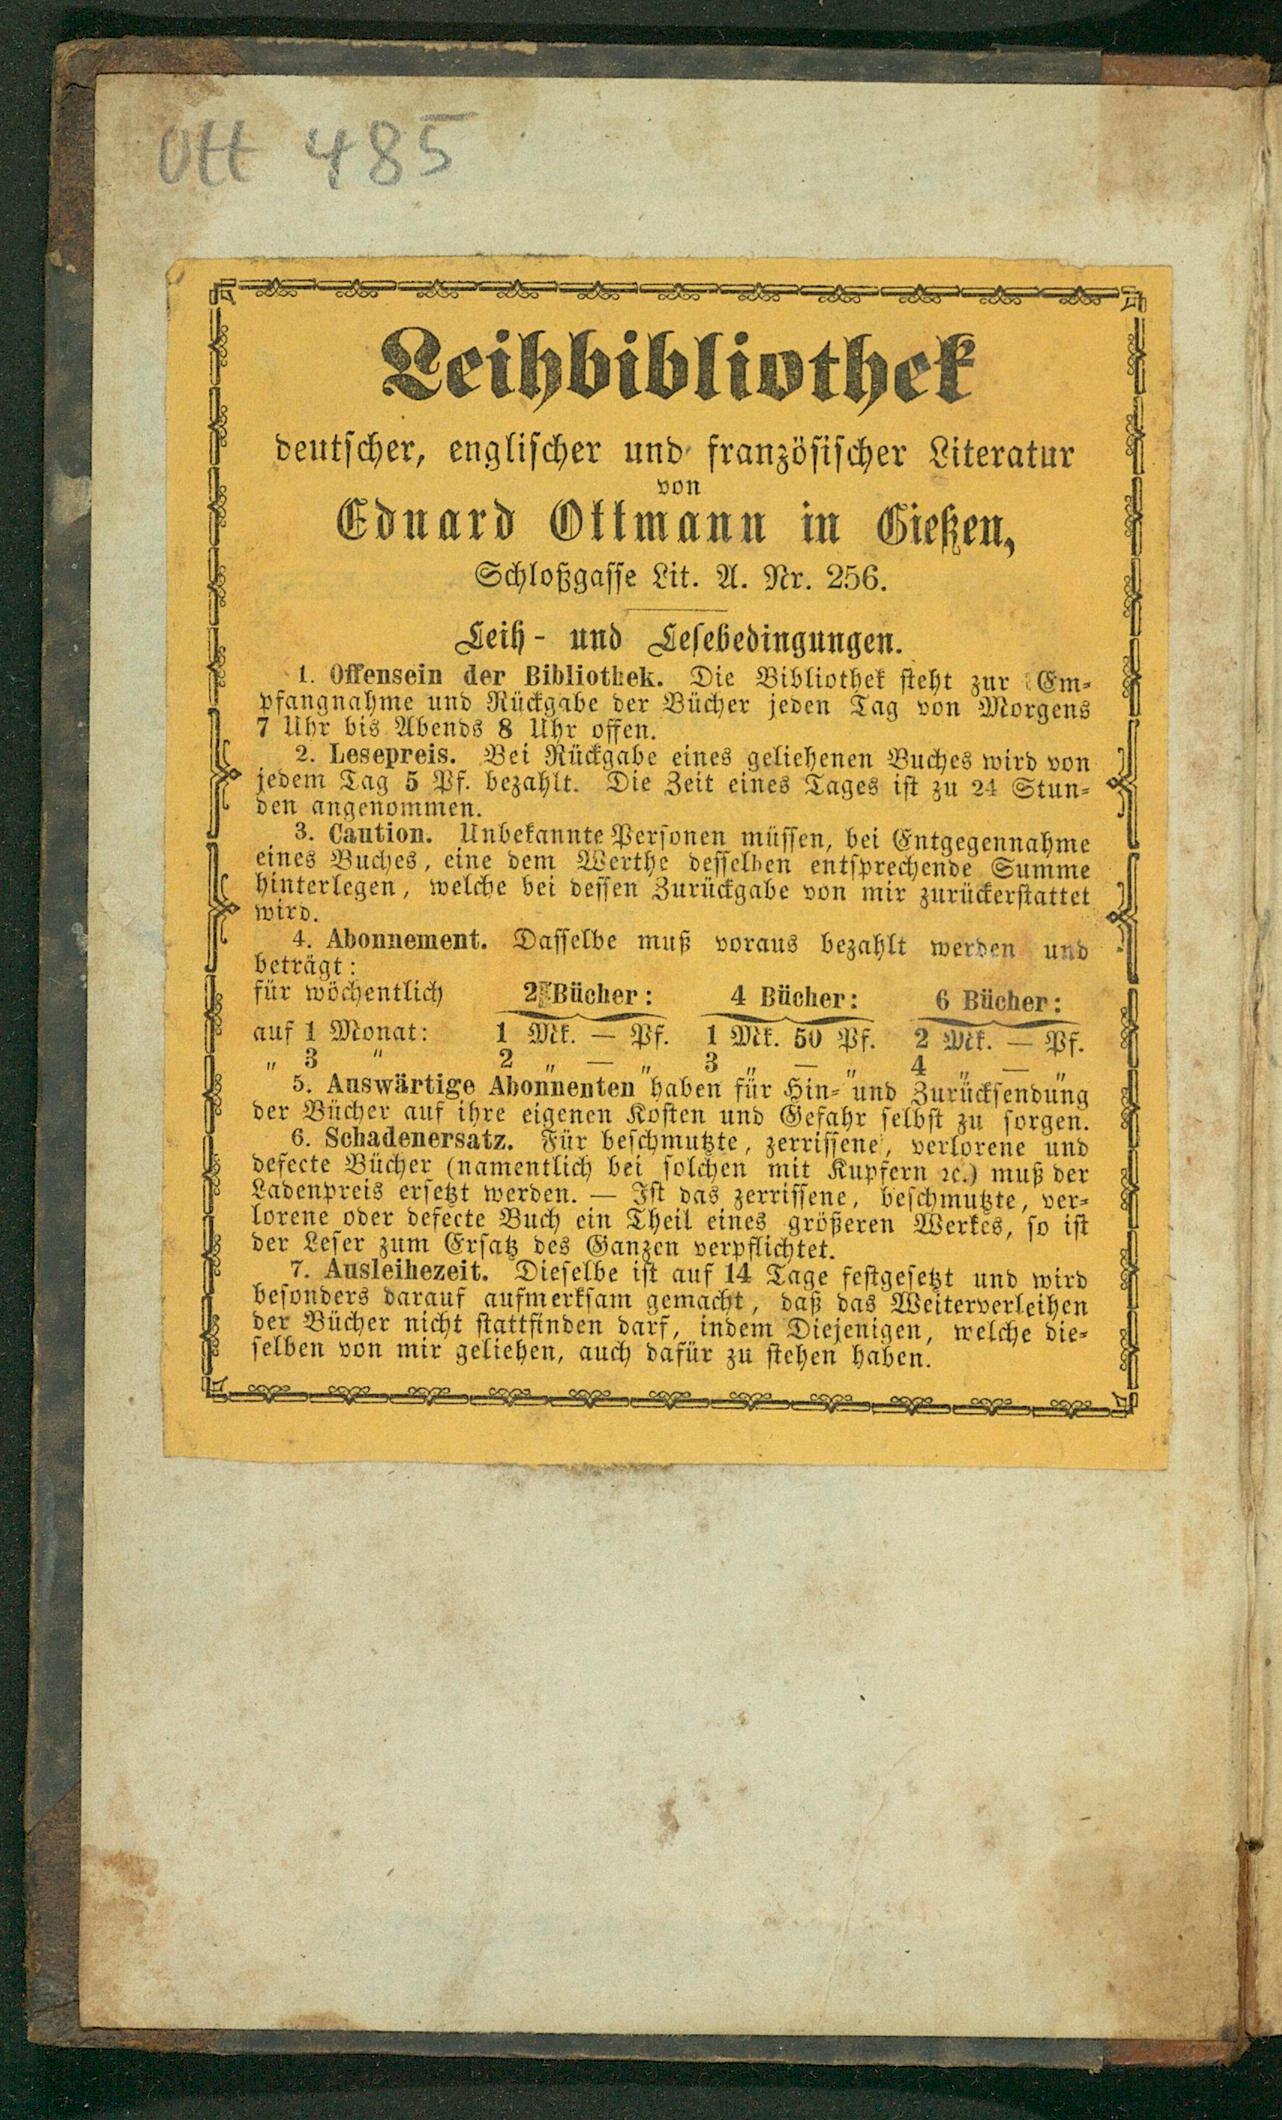 Ott 485
Leihbibliothek
deutscher, englischer und französischer Literatur
von
Eduard Ottmann in Gießen,
Schloßgasse Lit. A. Nr. 256.
Leih- und Lesebedingungen.
1. Offensein der Bibliothek. Die Bibliothek steht zur Em-
pfangnahme und Rückgabe der Bücher jeden Tag von Morgens
7 Uhr bis Abends 8 Uhr offen.
2. Lesepreis. Bei Rückgabe eines geliehenen Buches wird von
jedem Tag 5 Pf. bezahlt. Die Zeit eines Tages ist zu 24 Stun-
den angenommen.
3. Caution. Unbekannte Personen müssen, bei Entgegennahme
eines Buches, eine dem Werthe desselben entsprechende Summe
hinterlegen, welche bei dessen Zurückgabe von mir zurückerstattet
wird.
4. Abonnement. Dasselbe muß voraus bezahlt werden und
beträgt:
für wöchentlich 2 Bücher: 4 Bücher: 6 Bücher:
auf 1 Monat: 1 Mk. — Pf. 1 Mk. 50 Pf. 2 Mk. — Pf.
„ 3 „ 2 „ — „ 3 „ — „ 4 „ — „
5. Auswärtige Abonnenten haben für Hin- und Zurücksendung
der Bücher auf ihre eigenen Kosten und Gefahr selbst zu sorgen.
6. Schadenersatz. Für beschmutzte, zerrissene, verlorene und
defecte Bücher (namentlich bei solchen mit Kupfern ꝛc.) muß der
Ladenpreis ersetzt werden. — Ist das zerrissene, beschmutzte, ver-
lorene oder defecte Buch ein Theil eines größeren Werkes, so ist
der Leser zum Ersatz des Ganzen verpflichtet.
7. Ausleihezeit. Dieselbe ist auf 14 Tage festgesetzt und wird
besonders darauf aufmerksam gemacht, daß das Weiterverleihen
der Bücher nicht stattfinden darf, indem Diejenigen, welche die-
selben von mir geliehen, auch dafür zu stehen haben.